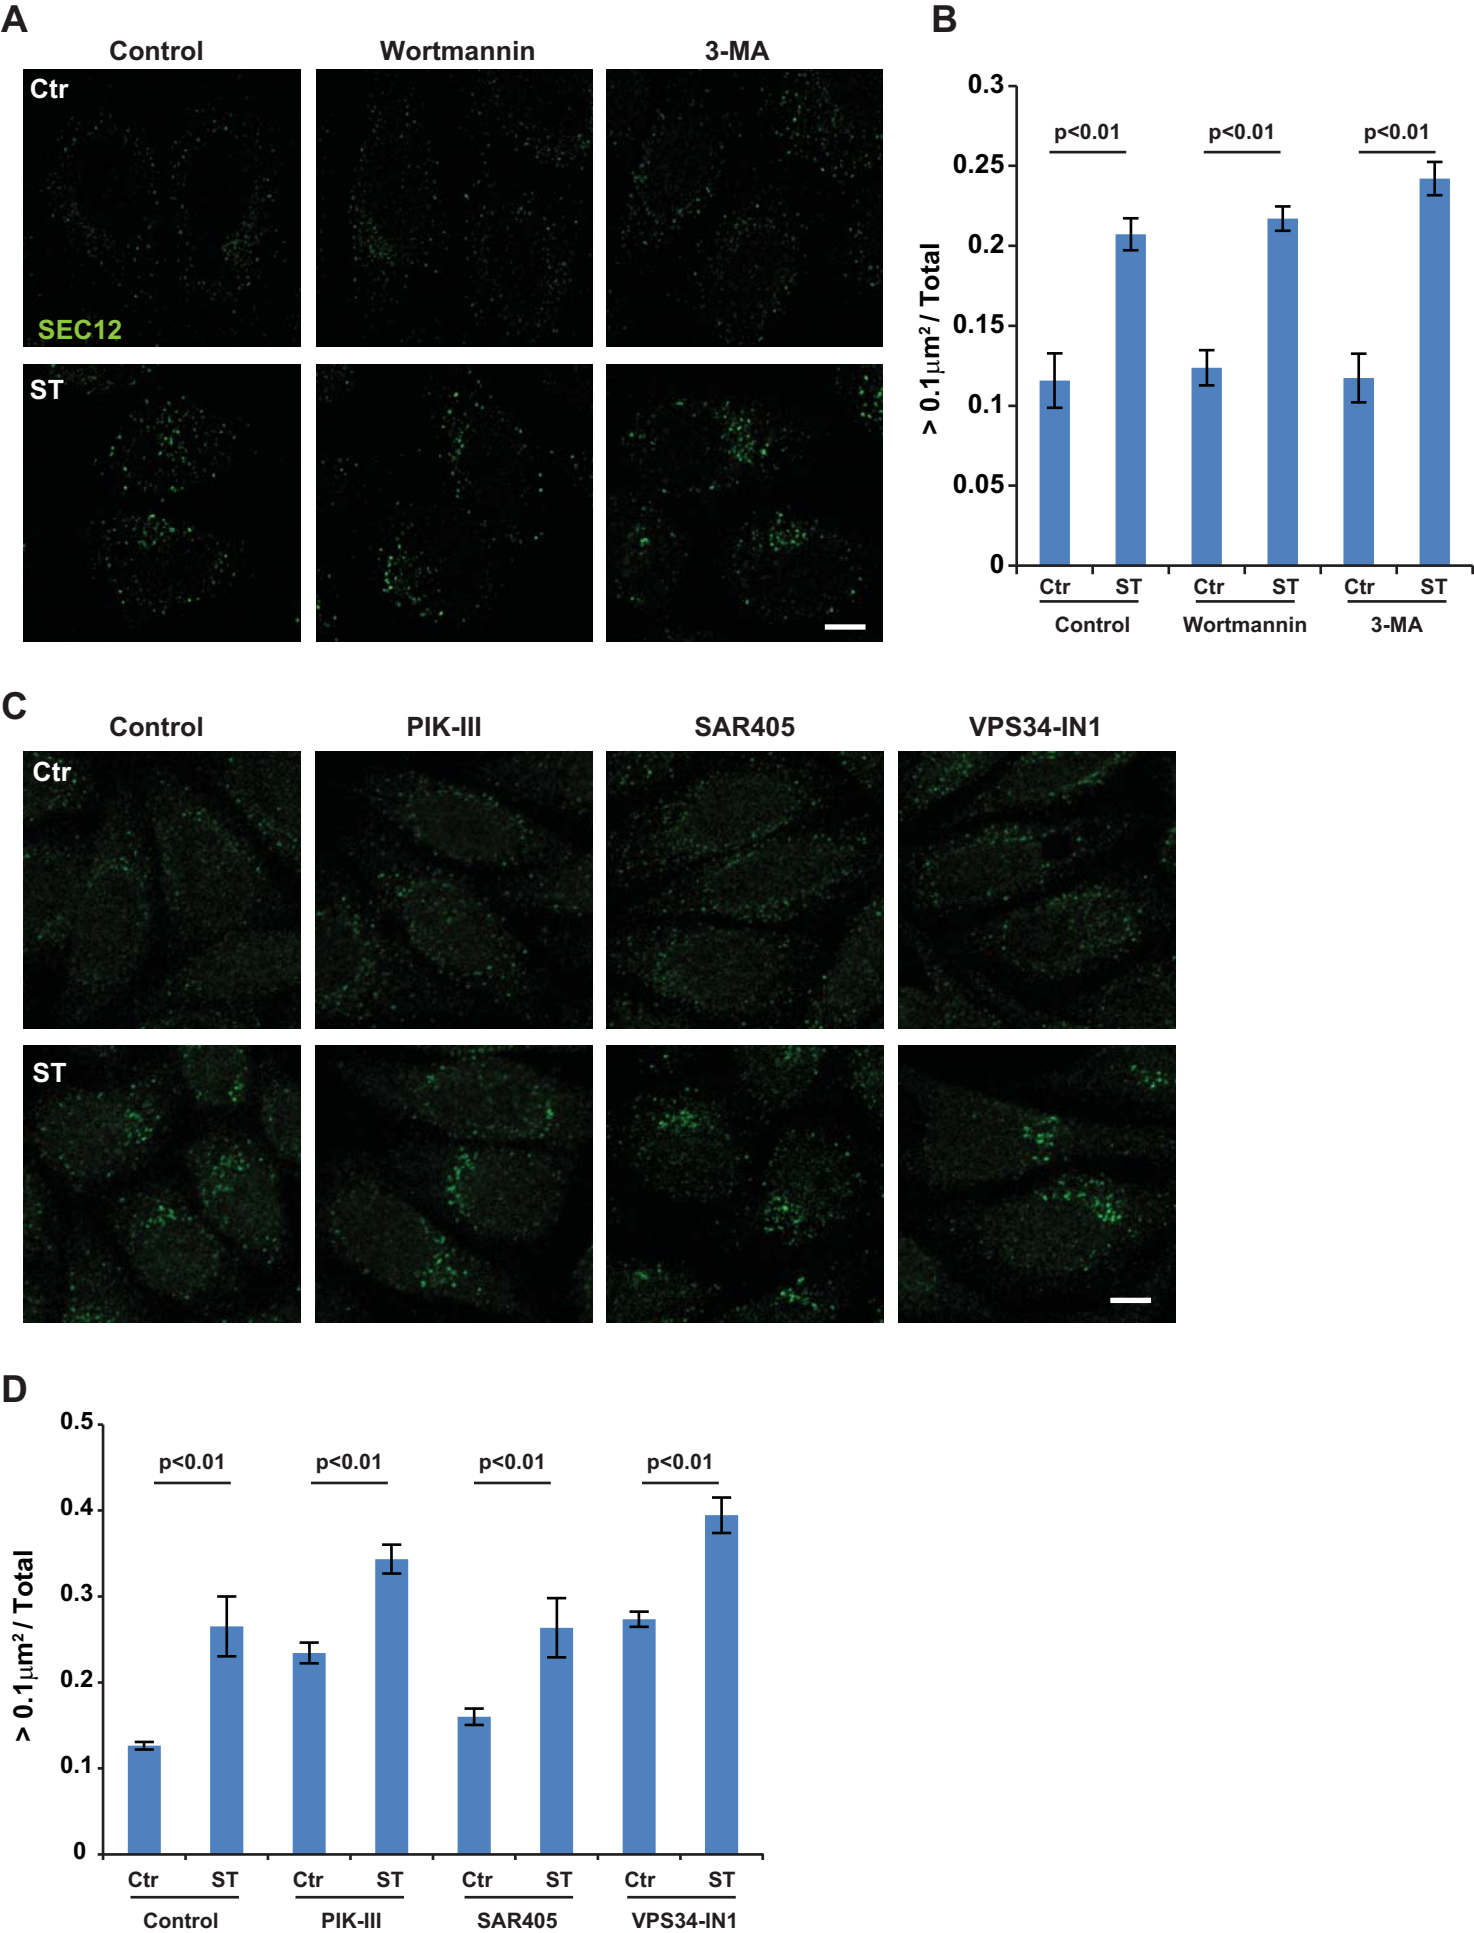 A
Control Wortmannin 3-MA
Ctr
SEC12
ST
B
0.3
0.25
0.2
0.15
0.1
0.05
0
> 0.1µm² / Total
p<0.01 p<0.01 p<0.01
Ctr ST Ctr ST Ctr ST
Control Wortmannin 3-MA
C
Control PIK-III SAR405 VPS34-IN1
Ctr
ST
D
0.5
0.4
0.3
0.2
0.1
0
> 0.1µm² / Total
p<0.01 p<0.01 p<0.01 p<0.01
Ctr ST Ctr ST Ctr ST Ctr ST
Control PIK-III SAR405 VPS34-IN1